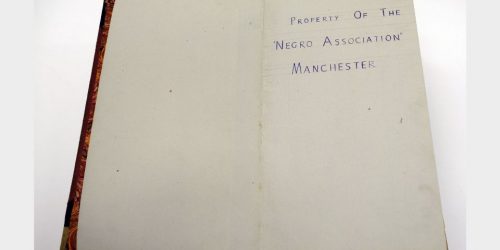 Property Of The
'Negro Association'
Manchester